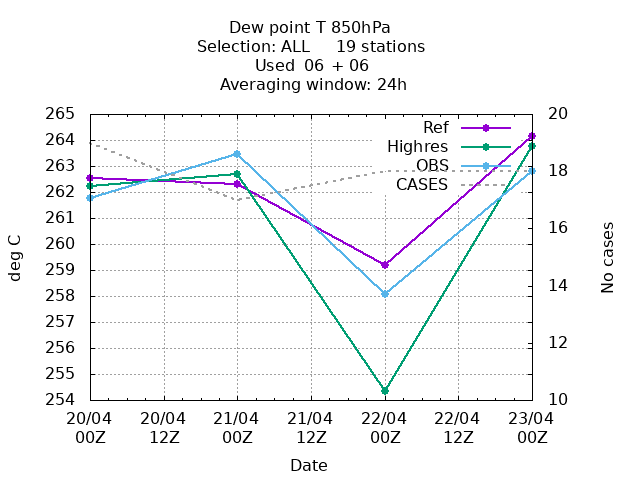 Dew point T 850hPa
Selection: ALL     19 stations
Used  06 + 06
Averaging window: 24h
265
264
263
262
261
260
259
258
257
256
255
254
deg C
20
18
16
14
12
10
No cases
Ref
Highres
OBS
CASES
20/04 20/04 21/04 21/04 22/04 22/04 23/04
00Z 12Z 00Z 12Z 00Z 12Z 00Z
Date